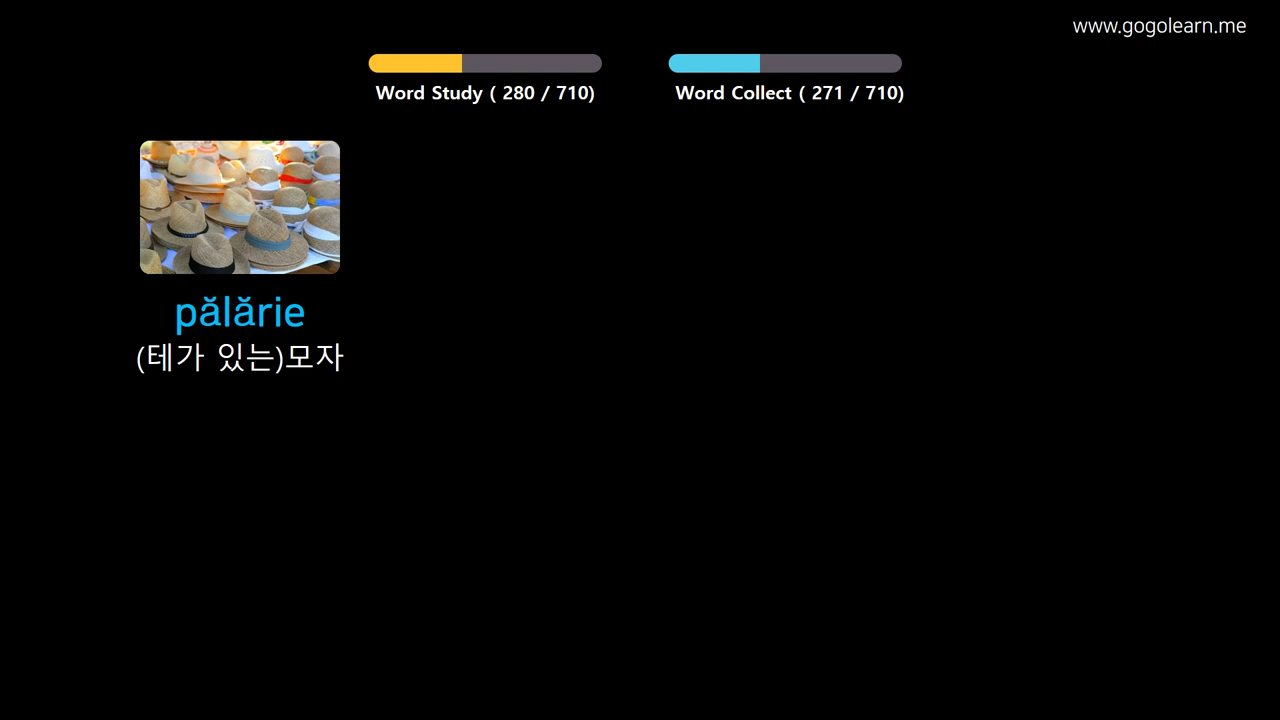 www.gogolearn.me
Word Study ( 280 / 710)
Word Collect ( 271 / 710)
pălărie
(테가 있는)모자